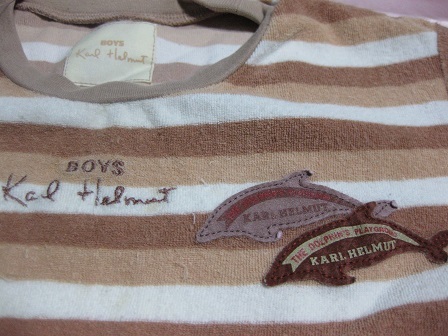 BOYS
Karl Helmut
BOYS
Karl Helmut
KARL HELMUT
THE DOLPHIN'S PLAYGROUND
KARL HELMUT